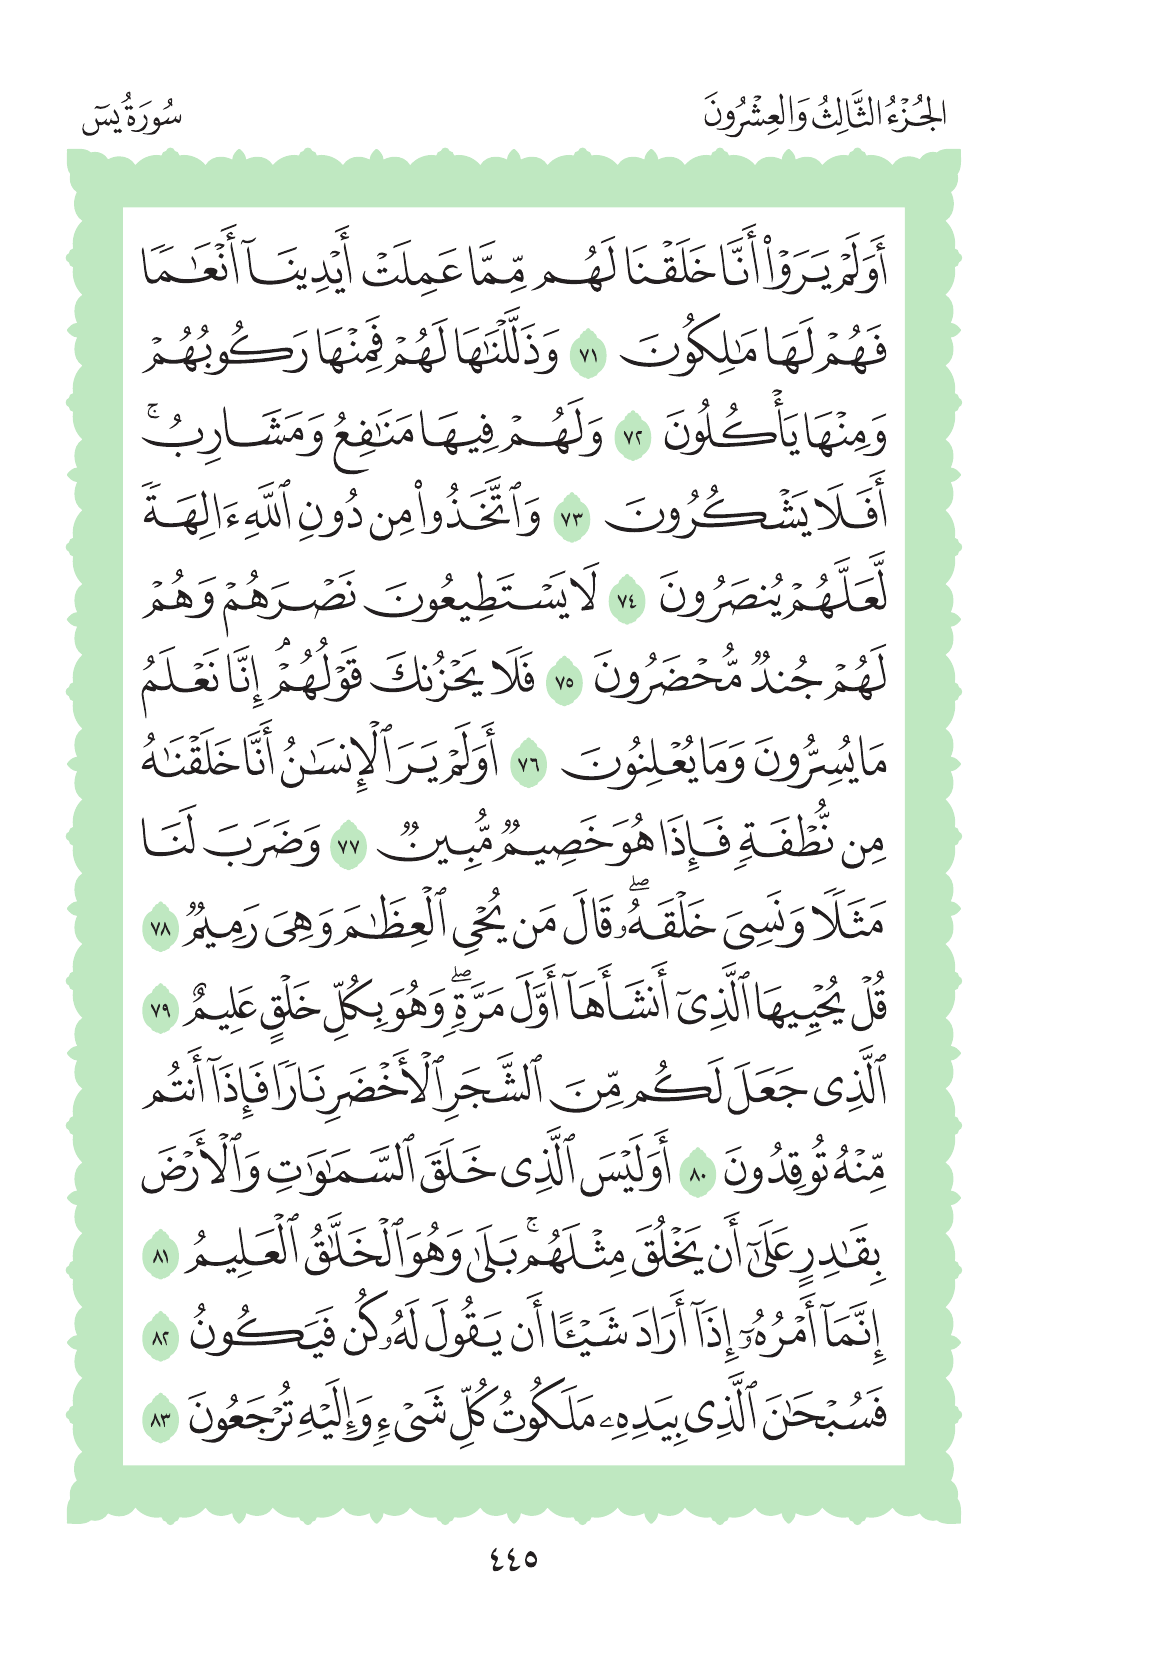 الجُزْءُ الثَّالِثُ وَالعِشْرُونَ
سُورَةُ يسٓ
أَوَلَمْ يَرَوْا۟ أَنَّا خَلَقْنَا لَهُم مِّمَّا عَمِلَتْ أَيْدِينَآ أَنْعَٰمًا
فَهُمْ لَهَا مَٰلِكُونَ ٧١ وَذَلَّلْنَٰهَا لَهُمْ فَمِنْهَا رَكُوبُهُمْ
وَمِنْهَا يَأْكُلُونَ ٧٢ وَلَهُمْ فِيهَا مَنَٰفِعُ وَمَشَارِبُ ۚ
أَفَلَا يَشْكُرُونَ ٧٣ وَٱتَّخَذُوا۟ مِن دُونِ ٱللَّهِ ءَالِهَةً
لَّعَلَّهُمْ يُنصَرُونَ ٧٤ لَا يَسْتَطِيعُونَ نَصْرَهُمْ وَهُمْ
لَهُمْ جُندٌ مُّحْضَرُونَ ٧٥ فَلَا يَحْزُنكَ قَوْلُهُمْ ۘ إِنَّا نَعْلَمُ
مَا يُسِرُّونَ وَمَا يُعْلِنُونَ ٧٦ أَوَلَمْ يَرَ ٱلْإِنسَٰنُ أَنَّا خَلَقْنَٰهُ
مِن نُّطْفَةٍ فَإِذَا هُوَ خَصِيمٌ مُّبِينٌ ٧٧ وَضَرَبَ لَنَا
مَثَلًا وَنَسِىَ خَلْقَهُۥ ۖ قَالَ مَن يُحْىِ ٱلْعِظَٰمَ وَهِىَ رَمِيمٌ ٧٨
قُلْ يُحْيِيهَا ٱلَّذِىٓ أَنشَأَهَآ أَوَّلَ مَرَّةٍ ۖ وَهُوَ بِكُلِّ خَلْقٍ عَلِيمٌ ٧٩
ٱلَّذِى جَعَلَ لَكُم مِّنَ ٱلشَّجَرِ ٱلْأَخْضَرِ نَارًا فَإِذَآ أَنتُم
مِّنْهُ تُوقِدُونَ ٨٠ أَوَلَيْسَ ٱلَّذِى خَلَقَ ٱلسَّمَٰوَٰتِ وَٱلْأَرْضَ
بِقَٰدِرٍ عَلَىٰٓ أَن يَخْلُقَ مِثْلَهُم ۚ بَلَىٰ وَهُوَ ٱلْخَلَّٰقُ ٱلْعَلِيمُ ٨١
إِنَّمَآ أَمْرُهُۥٓ إِذَآ أَرَادَ شَيْـًٔا أَن يَقُولَ لَهُۥ كُن فَيَكُونُ ٨٢
فَسُبْحَٰنَ ٱلَّذِى بِيَدِهِۦ مَلَكُوتُ كُلِّ شَىْءٍ وَإِلَيْهِ تُرْجَعُونَ ٨٣
٤٤٥